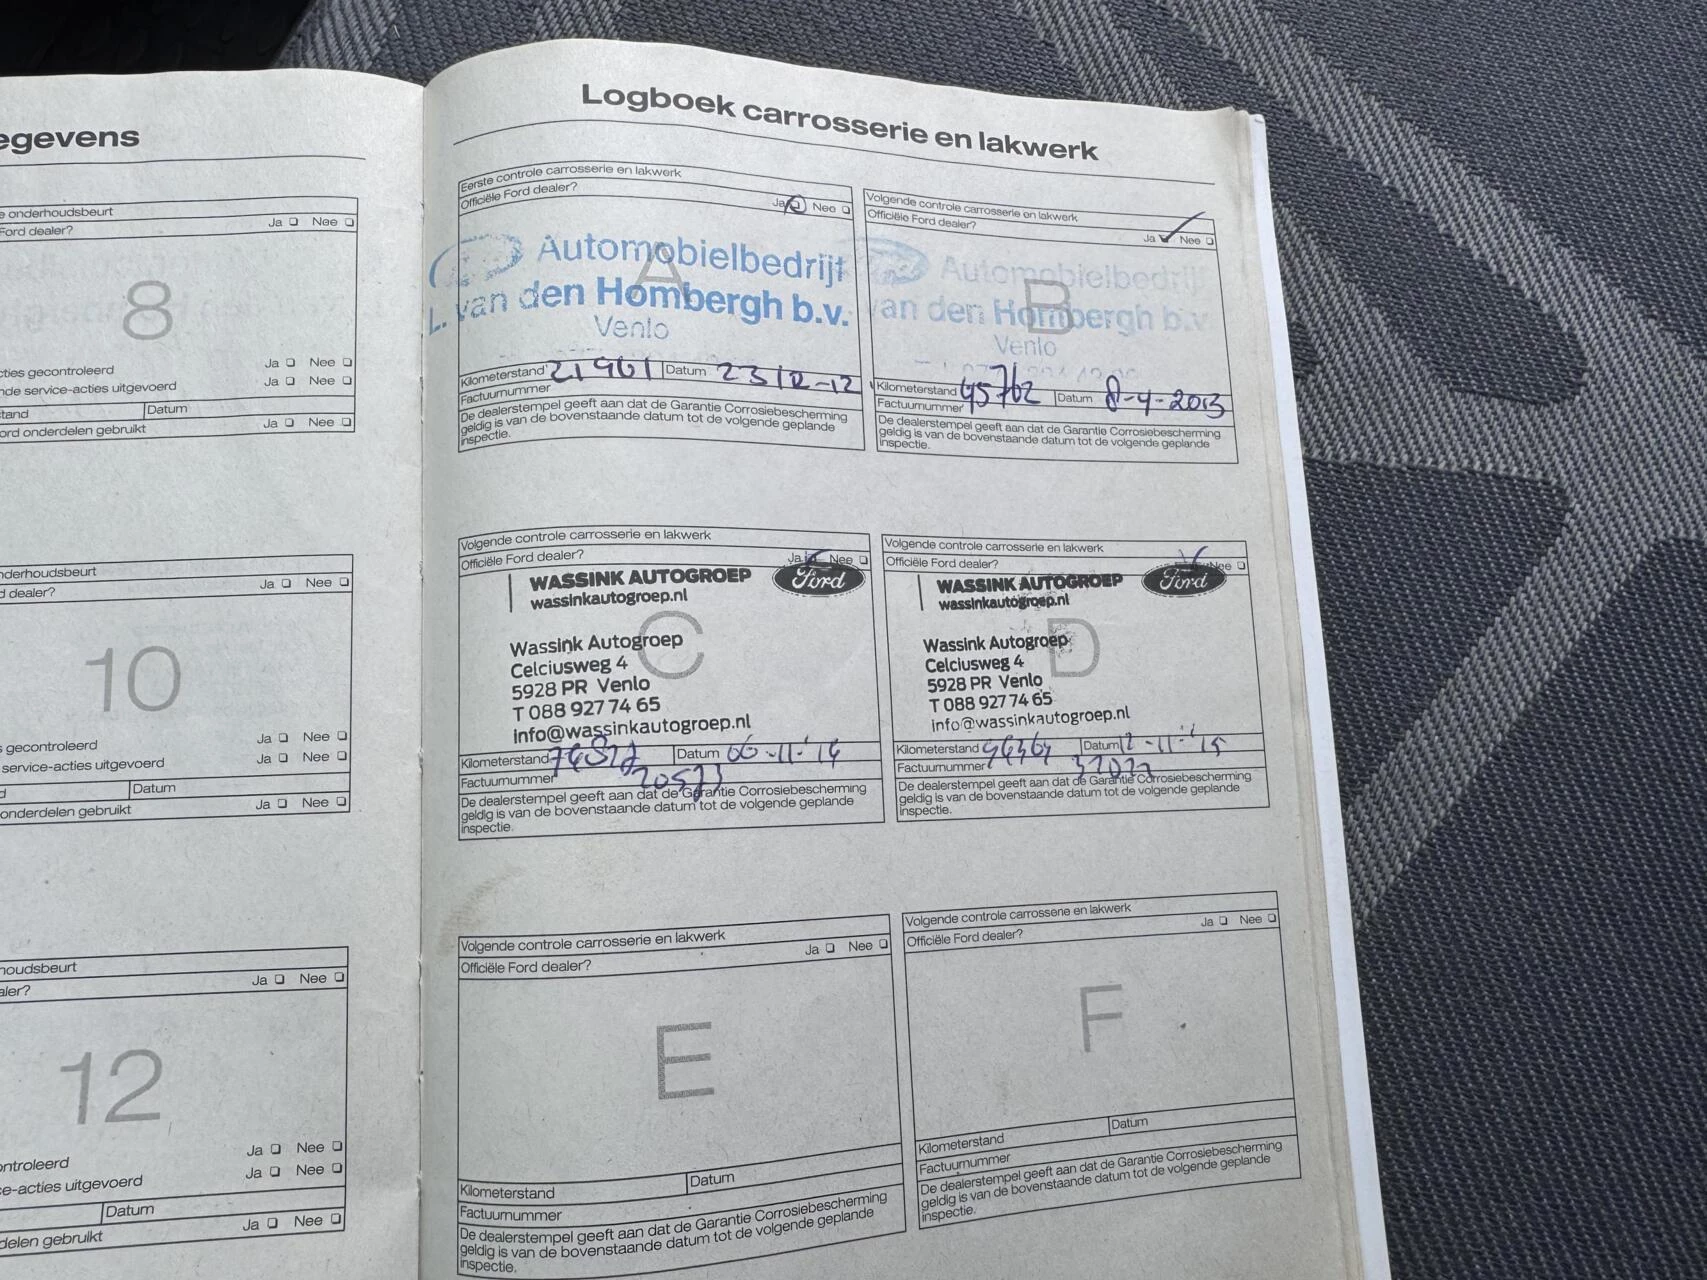 egevens
e onderhoudsbeurt
Ford dealer?
Ja Nee
8
cties gecontroleerd
Ja Nee
nde service-acties uitgevoerd
Ja Nee
tand
Datum
ord onderdelen gebruikt
Ja Nee
nderhoudsbeurt
d dealer?
Ja Nee
10
s gecontroleerd
Ja Nee
service-acties uitgevoerd
Ja Nee
d
Datum
onderdelen gebruikt
Ja Nee
houdsbeurt
aler?
Ja Nee
12
ontroleerd
Ja Nee
e-acties uitgevoerd
Ja Nee
Datum
delen gebruikt
Ja Nee
Logboek carrosserie en lakwerk
Eerste controle carrosserie en lakwerk
Officiële Ford dealer?
Ja Nee
A
Automobielbedrijf
L. van den Hombergh b.v.
Venlo
Kilometerstand 21961 Datum 23/12-12
Factuurnummer
De dealerstempel geeft aan dat de Garantie Corrosiebescherming
geldig is van de bovenstaande datum tot de volgende geplande
inspectie.
Volgende controle carrosserie en lakwerk
Officiële Ford dealer?
Ja Nee
B
Automobielbedrij
van den Hombergh b.v
Venlo
Kilometerstand 45762 Datum 8-4-2013
Factuurnummer
De dealerstempel geeft aan dat de Garantie Corrosiebescherming
geldig is van de bovenstaande datum tot de volgende geplande
inspectie.
Volgende controle carrosserie en lakwerk
Officiële Ford dealer?
Ja Nee
WASSINK AUTOGROEP
wassinkautogroep.nl
Ford
C
Wassink Autogroep
Celciusweg 4
5928 PR Venlo
T 088 927 74 65
info@wassinkautogroep.nl
Kilometerstand Datum 06-11-'14
Factuurnummer 20573
De dealerstempel geeft aan dat de Garantie Corrosiebescherming
geldig is van de bovenstaande datum tot de volgende geplande
inspectie.
Volgende controle carrosserie en lakwerk
Officiële Ford dealer?
Nee
WASSINK AUTOGROEP
wassinkautogroep.nl
Ford
D
Wassink Autogroep
Celciusweg 4
5928 PR Venlo
T 088 927 74 65
info@wassinkautogroep.nl
Kilometerstand Datum 12-11-'15
Factuurnummer
De dealerstempel geeft aan dat de Garantie Corrosiebescherming
geldig is van de bovenstaande datum tot de volgende geplande
inspectie.
Volgende controle carrosserie en lakwerk
Officiële Ford dealer?
Ja Nee
E
Kilometerstand
Datum
Factuurnummer
De dealerstempel geeft aan dat de Garantie Corrosiebescherming
geldig is van de bovenstaande datum tot de volgende geplande
inspectie.
Volgende controle carrosserie en lakwerk
Officiële Ford dealer?
Ja Nee
F
Kilometerstand
Datum
Factuurnummer
De dealerstempel geeft aan dat de Garantie Corrosiebescherming
geldig is van de bovenstaande datum tot de volgende geplande
inspectie.